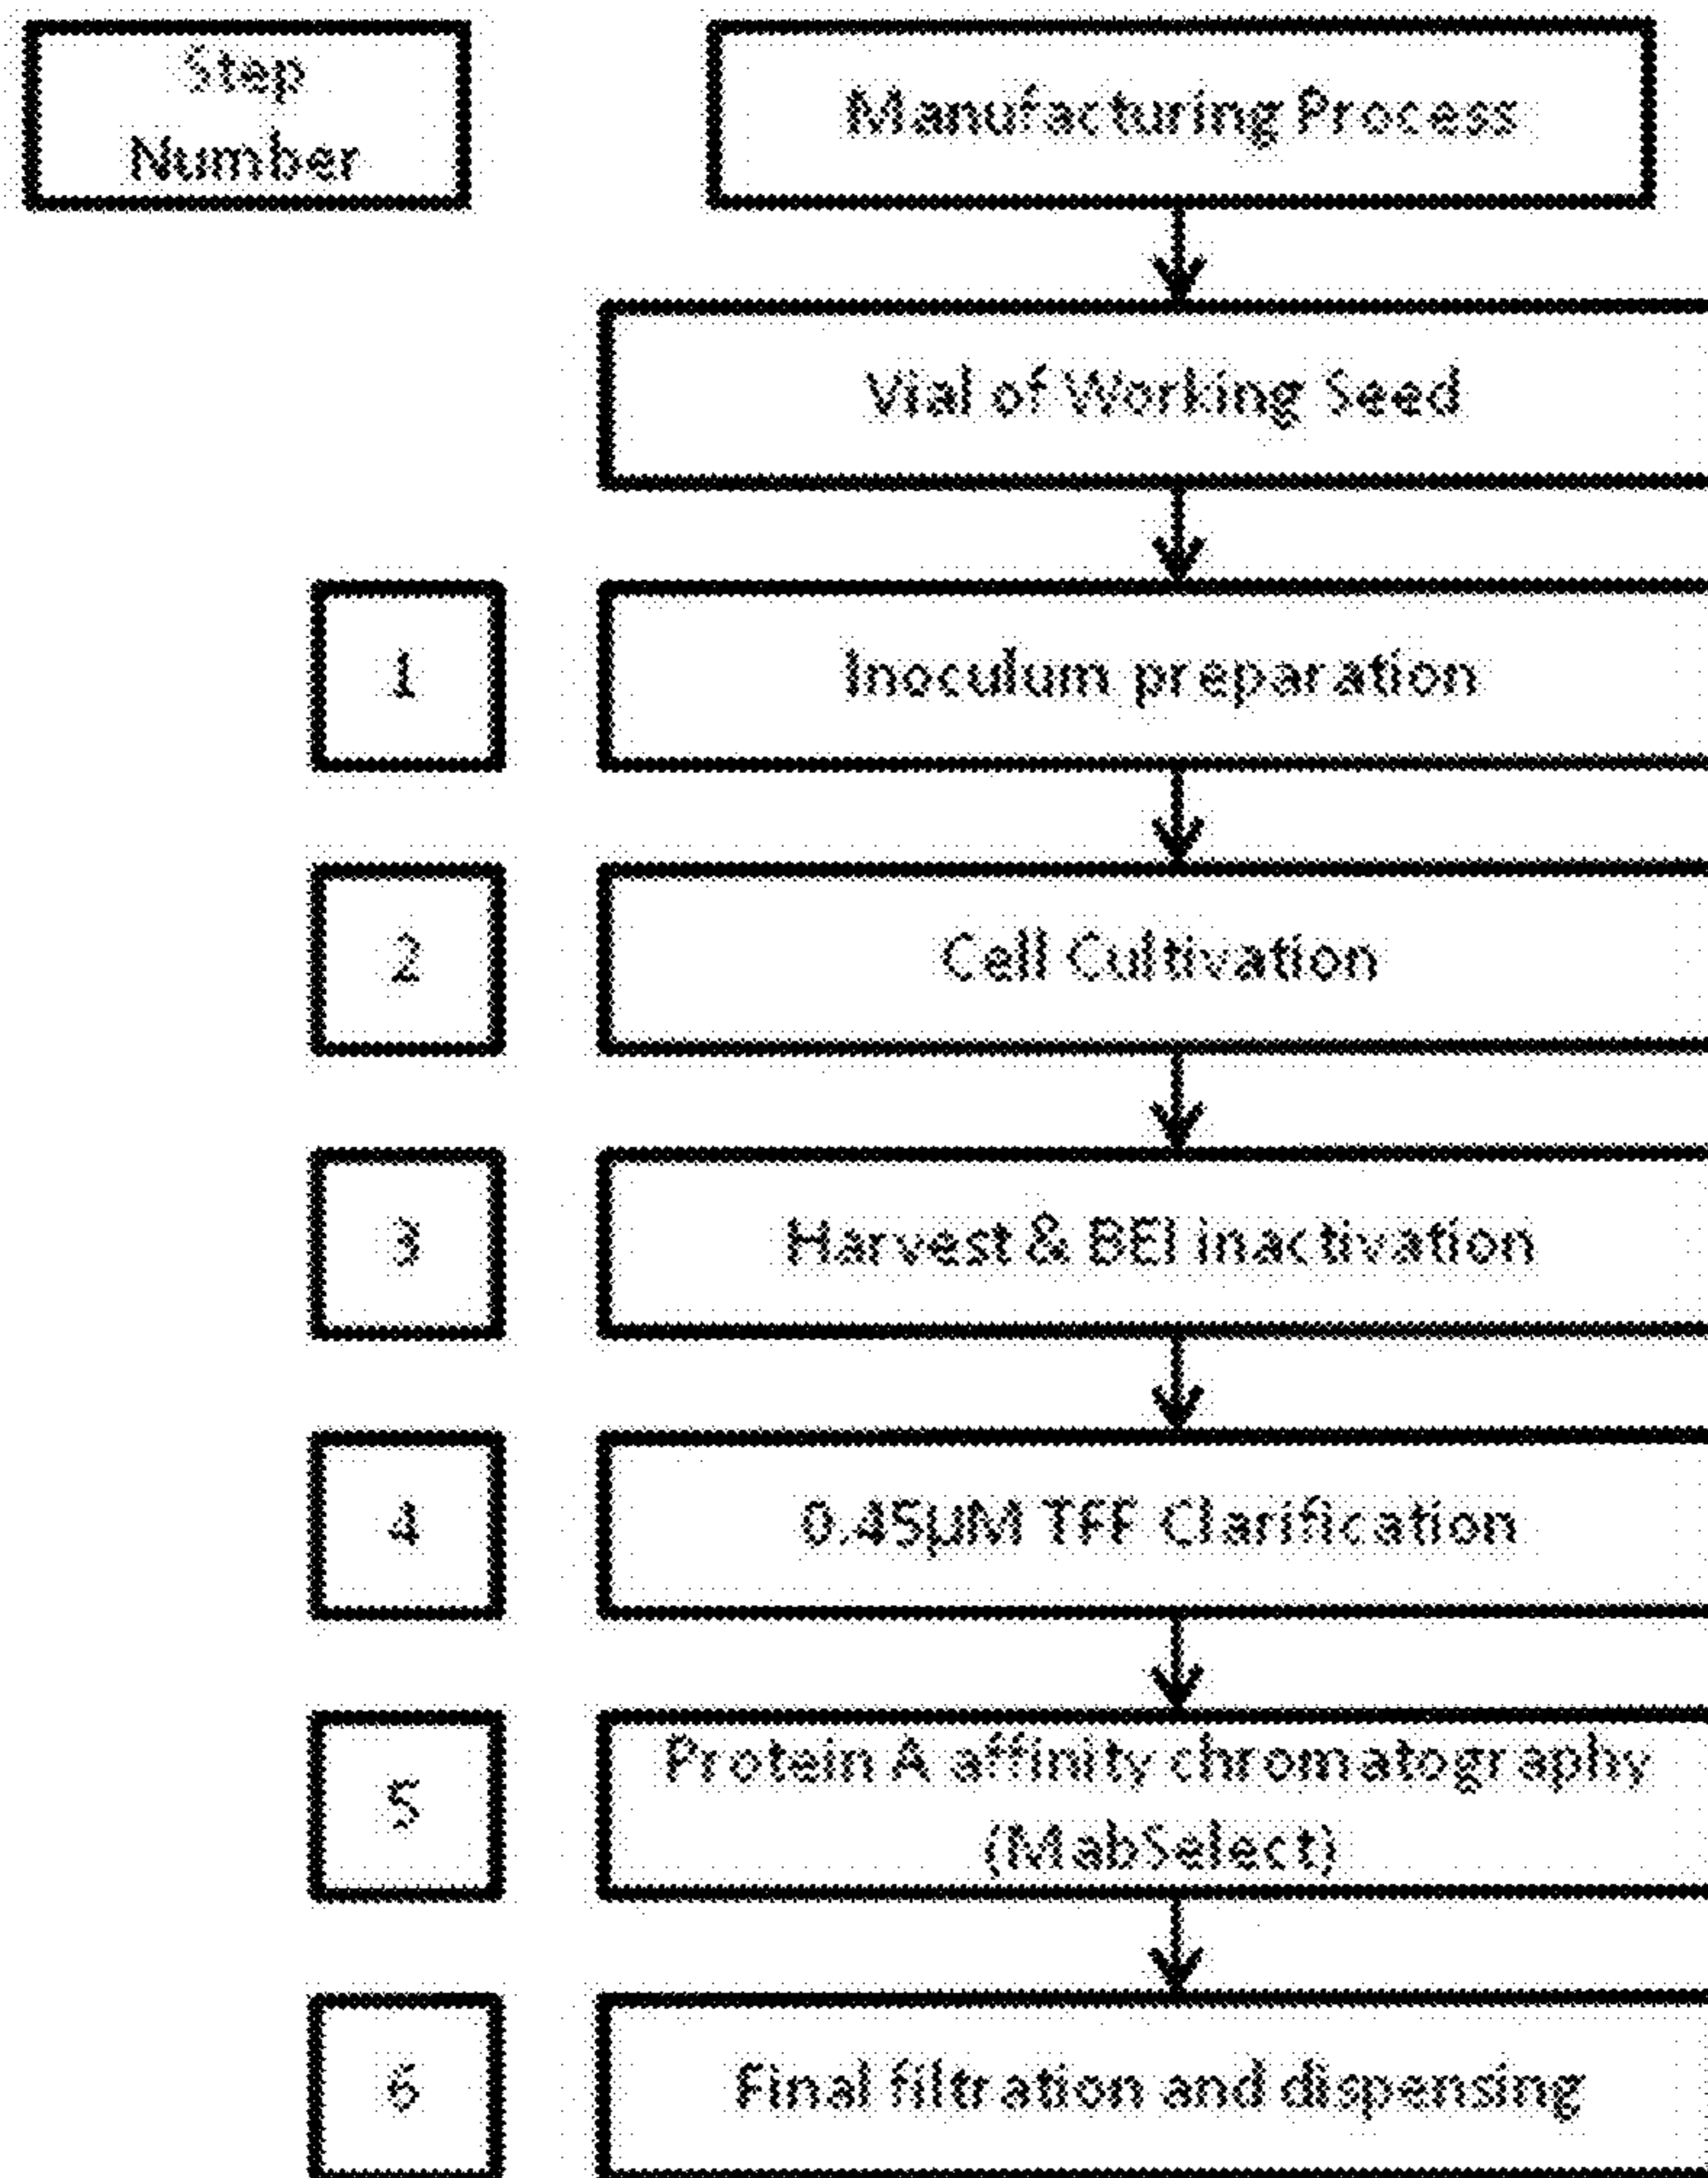 Step
Number
Manufacturing Process
Vial of Working Seed
1
Inoculum preparation
2
Cell Cultivation
3
Harvest & BEI inactivation
4
0.45µM TFF Clarification
5
Protein A affinity chromatography
(MabSelect)
6
Final filtration and dispensing